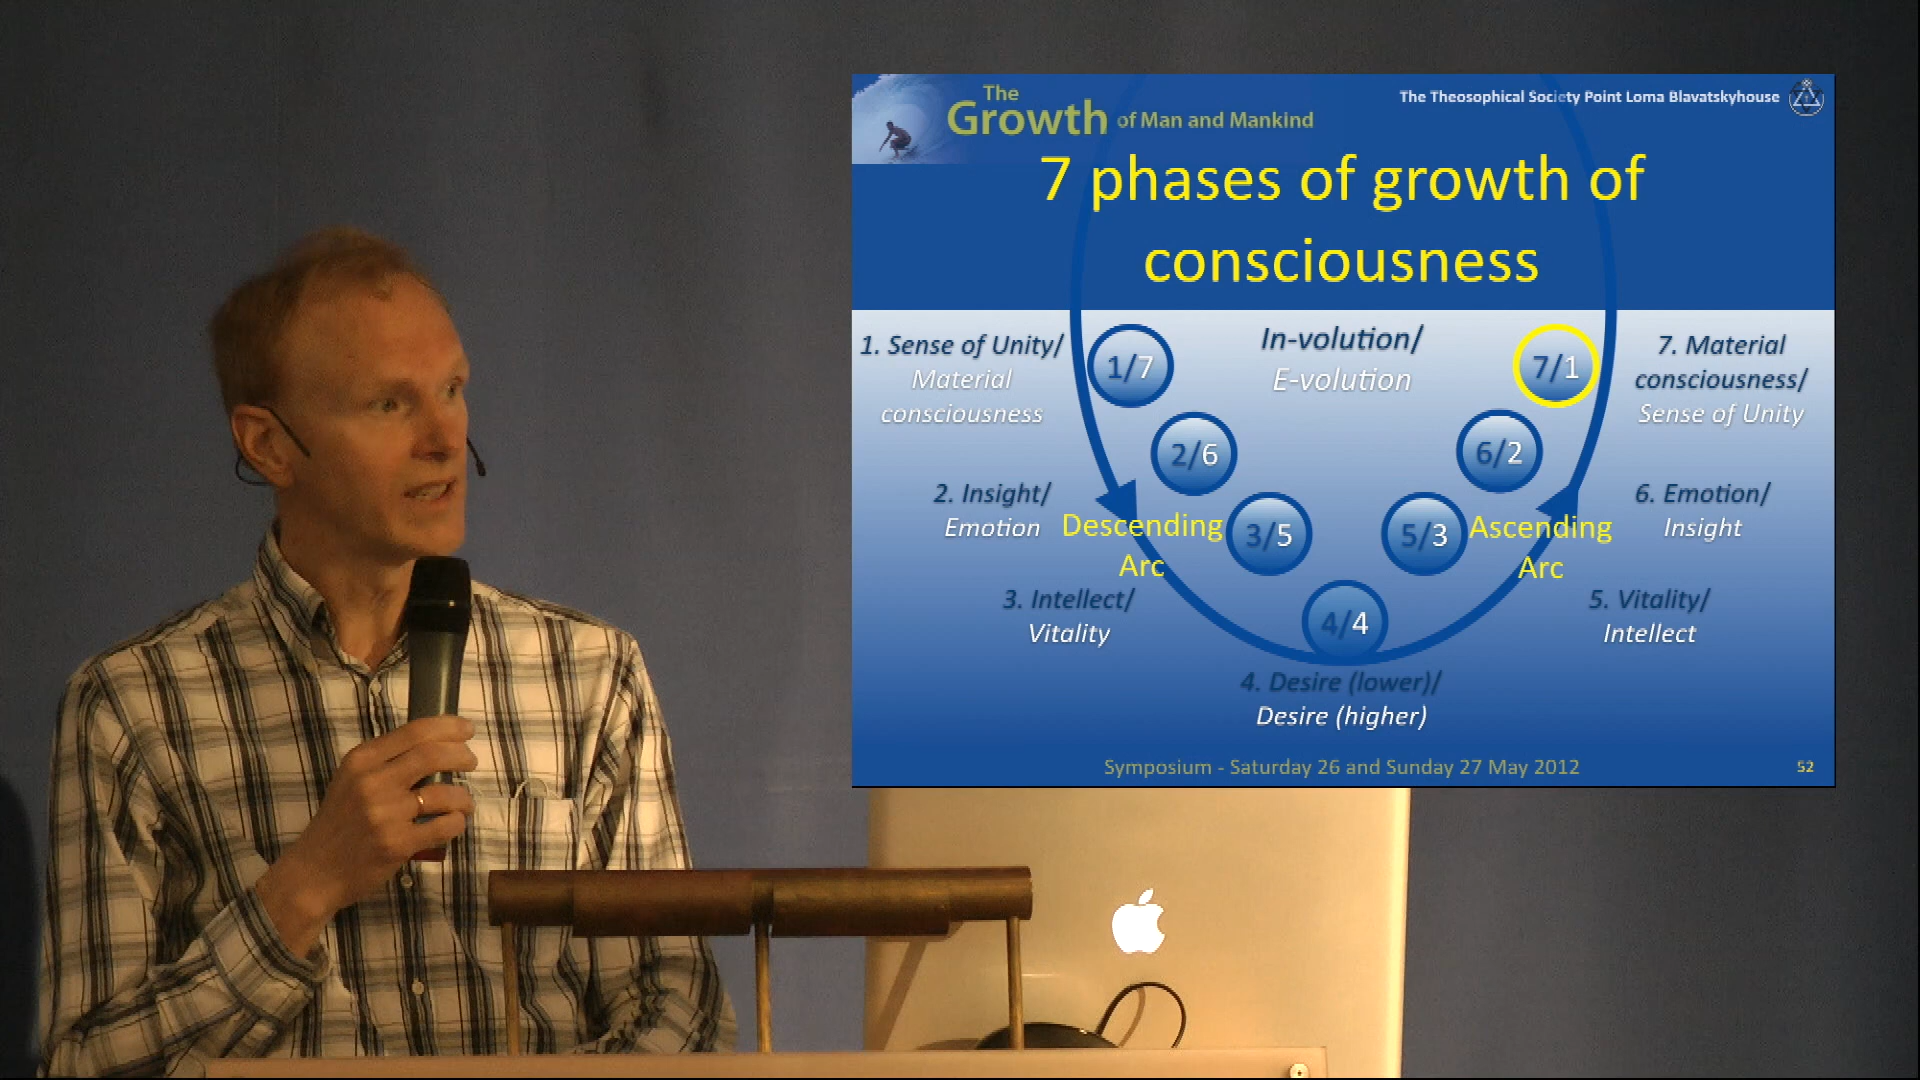 The
Growth of Man and Mankind
The Theosophical Society Point Loma Blavatskyhouse
7 phases of growth of
consciousness
1. Sense of Unity/
Material
consciousness
1/7
In-volution/
E-volution
7/1
7. Material
consciousness/
Sense of Unity
2/6
6/2
2. Insight/
Emotion
Descending
Arc
3/5
5/3
Ascending
Arc
6. Emotion/
Insight
3. Intellect/
Vitality
4/4
5. Vitality/
Intellect
4. Desire (lower)/
Desire (higher)
Symposium - Saturday 26 and Sunday 27 May 2012
52